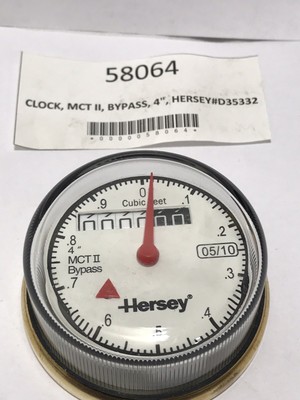 58064
CLOCK, MCT II, BYPASS, 4", HERSEY#D35332
*0000058064*
0
.9 Cubic Feet .1
.8 .2
4"
MCT II
Bypass
05/10
.7 .3
Hersey®
.6 .4
.5